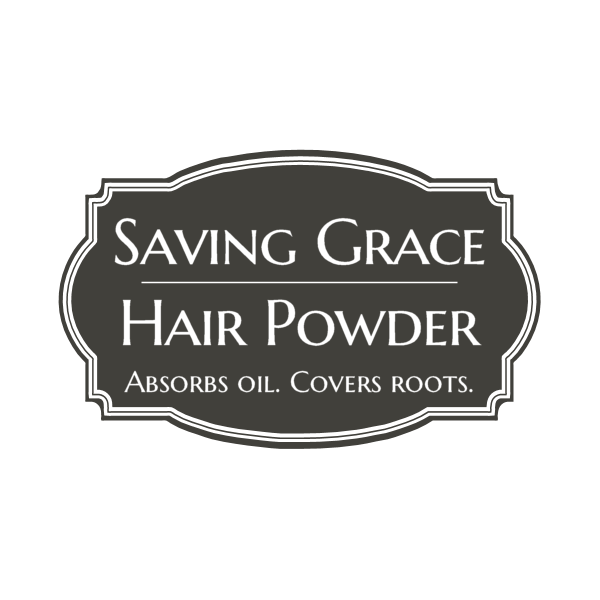 Saving Grace
Hair Powder
Absorbs oil. Covers roots.